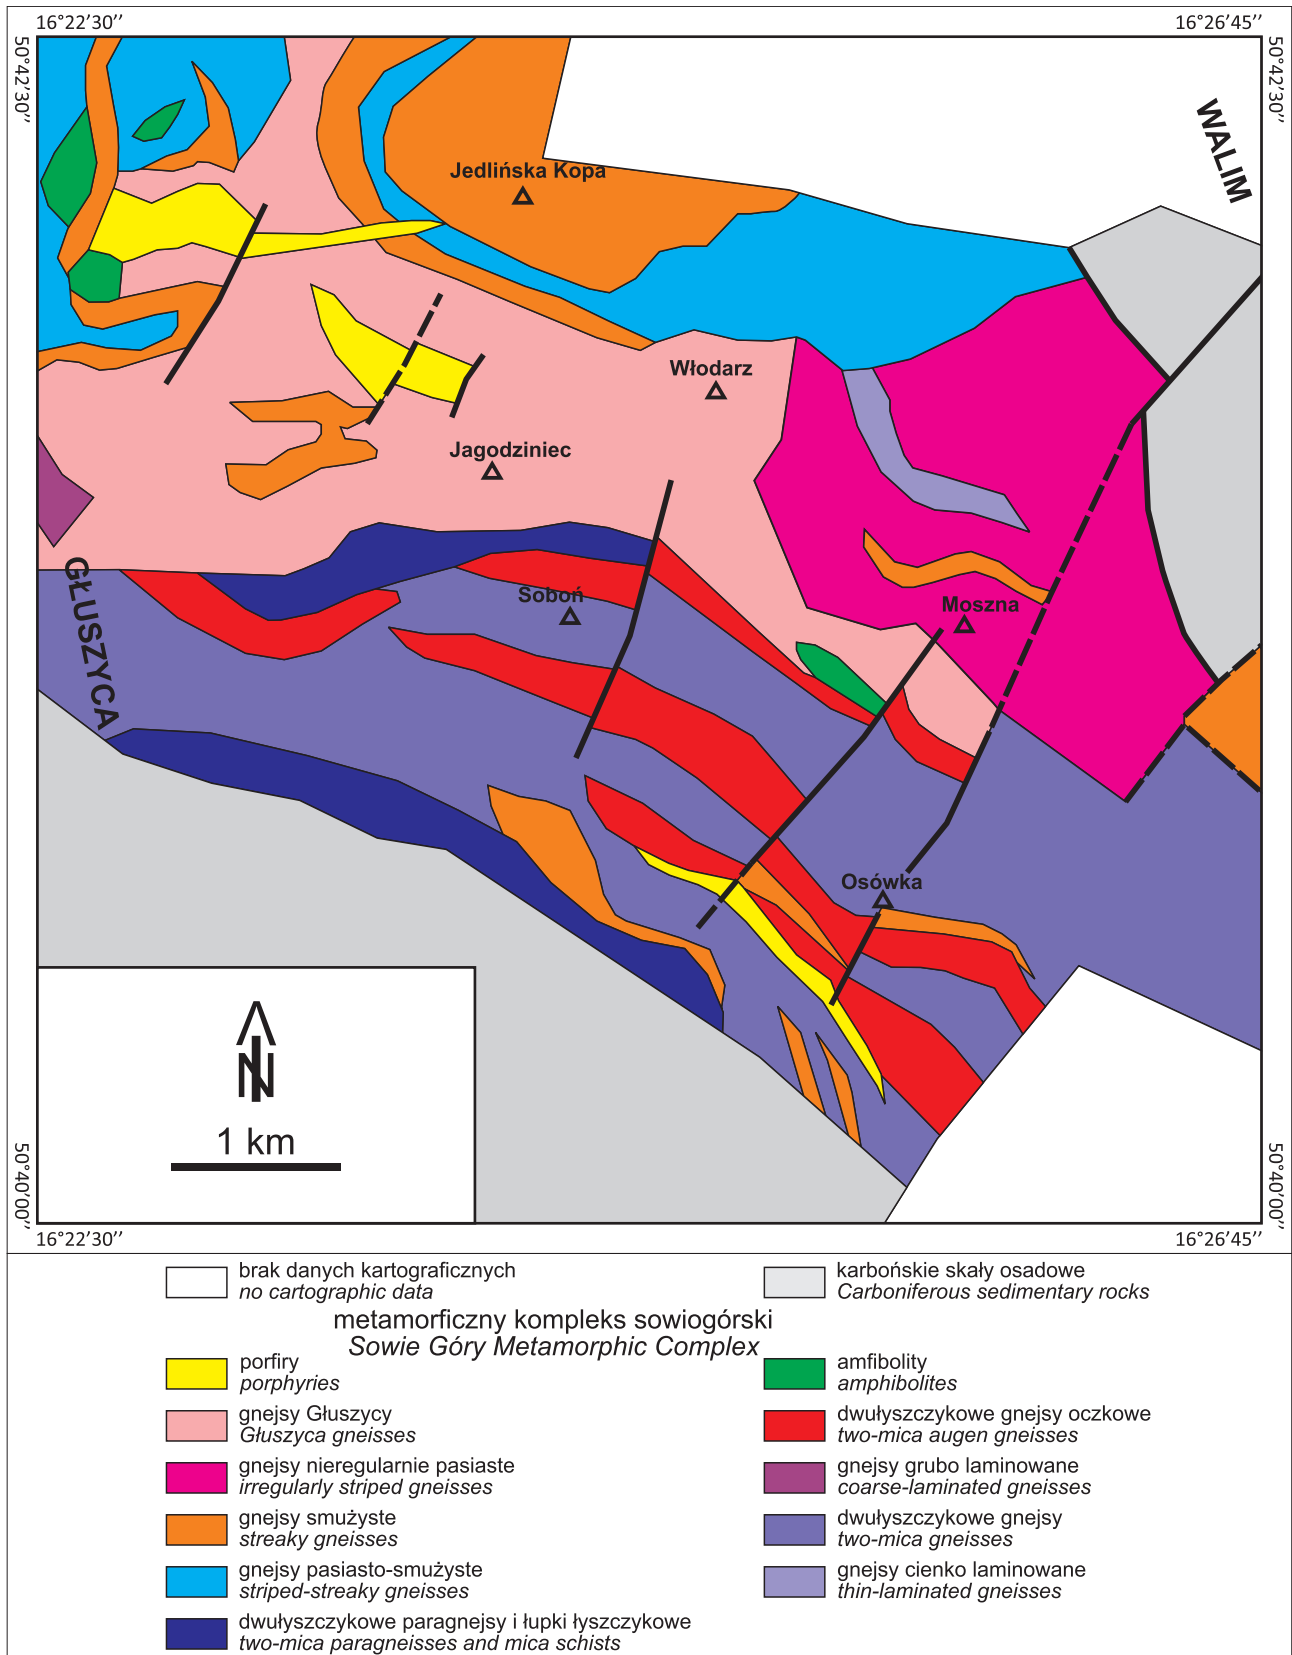 16°22'30''
16°26'45''
50°42'30''
50°42'30''
WALIM
Jedlińska Kopa
Włodarz
Jagodziniec
GŁUSZYCA
Soboń
Moszna
Osówka
N
1 km
50°40'00''
50°40'00''
16°22'30''
16°26'45''
brak danych kartograficznych
no cartographic data
karbońskie skały osadowe
Carboniferous sedimentary rocks
metamorficzny kompleks sowiogórski
Sowie Góry Metamorphic Complex
porfiry
porphyries
amfibolity
amphibolites
gnejsy Głuszycy
Głuszyca gneisses
dwułyszczykowe gnejsy oczkowe
two-mica augen gneisses
gnejsy nieregularnie pasiaste
irregularly striped gneisses
gnejsy grubo laminowane
coarse-laminated gneisses
gnejsy smużyste
streaky gneisses
dwułyszczykowe gnejsy
two-mica gneisses
gnejsy pasiasto-smużyste
striped-streaky gneisses
gnejsy cienko laminowane
thin-laminated gneisses
dwułyszczykowe paragnejsy i łupki łyszczykowe
two-mica paragneisses and mica schists